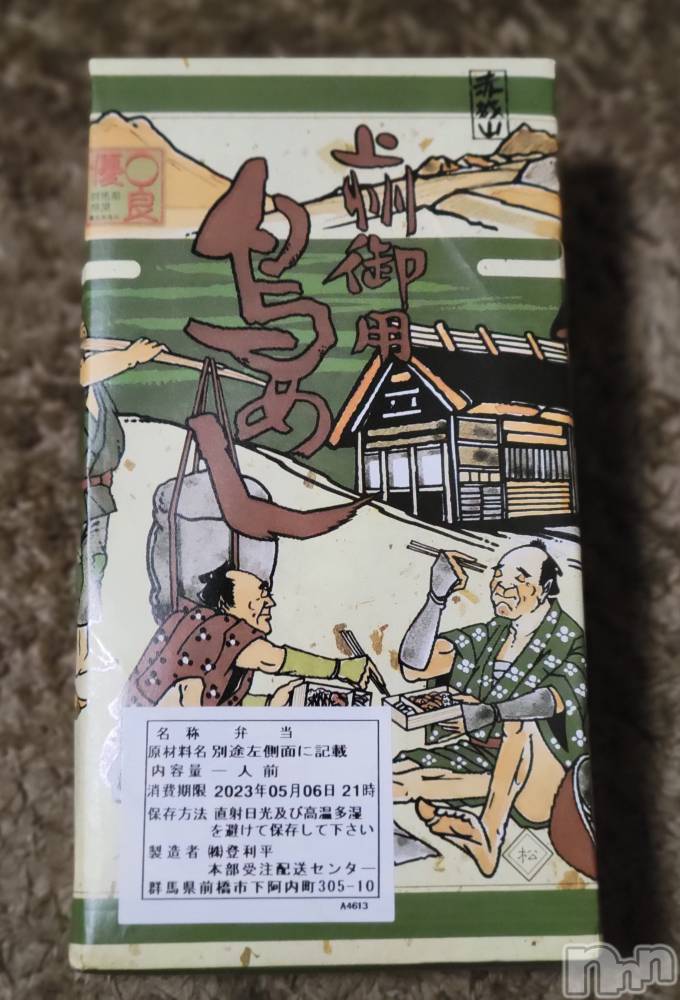 赤城山
上州御用
鳥めし
優良
名称 弁当
原材料名 別途左側面に記載
内容量 一人前
消費期限 2023年05月06日 21時
保存方法 直射日光及び高温多湿
を避けて保存して下さい
製造者 ㈱登利平
本部受注配送センター
群馬県前橋市下阿内町305-10
A4613
松
nnn